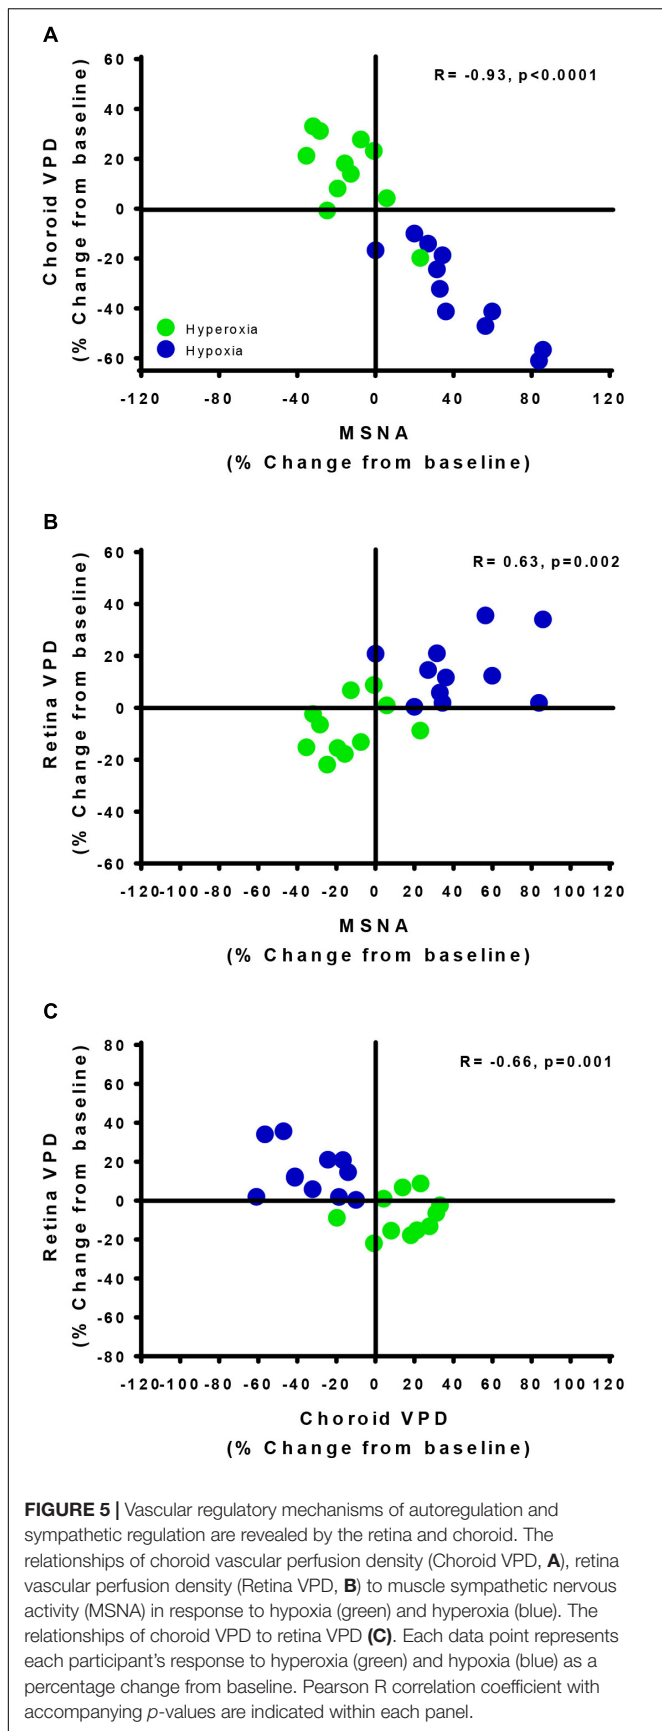 A
R= -0.93, p<0.0001
60
40
20
0
-20
-40
-60
Choroid VPD
(% Change from baseline)
Hyperoxia
Hypoxia
-120 -80 -40 0 40 80 120
MSNA
(% Change from baseline)
B
R= 0.63, p=0.002
60
40
20
0
-20
-40
-60
Retina VPD
(% Change from baseline)
-120 -100 -80 -60 -40 -20 0 20 40 60 80 100 120
MSNA
(% Change from baseline)
C
R= -0.66, p=0.001
80
60
40
20
0
-20
-40
-60
-80
Retina VPD
(% Change from baseline)
-120 -100 -80 -60 -40 -20 0 20 40 60 80 100 120
Choroid VPD
(% Change from baseline)
FIGURE 5 | Vascular regulatory mechanisms of autoregulation and
sympathetic regulation are revealed by the retina and choroid. The
relationships of choroid vascular perfusion density (Choroid VPD, A), retina
vascular perfusion density (Retina VPD, B) to muscle sympathetic nervous
activity (MSNA) in response to hypoxia (green) and hyperoxia (blue). The
relationships of choroid VPD to retina VPD (C). Each data point represents
each participant's response to hyperoxia (green) and hypoxia (blue) as a
percentage change from baseline. Pearson R correlation coefficient with
accompanying p-values are indicated within each panel.